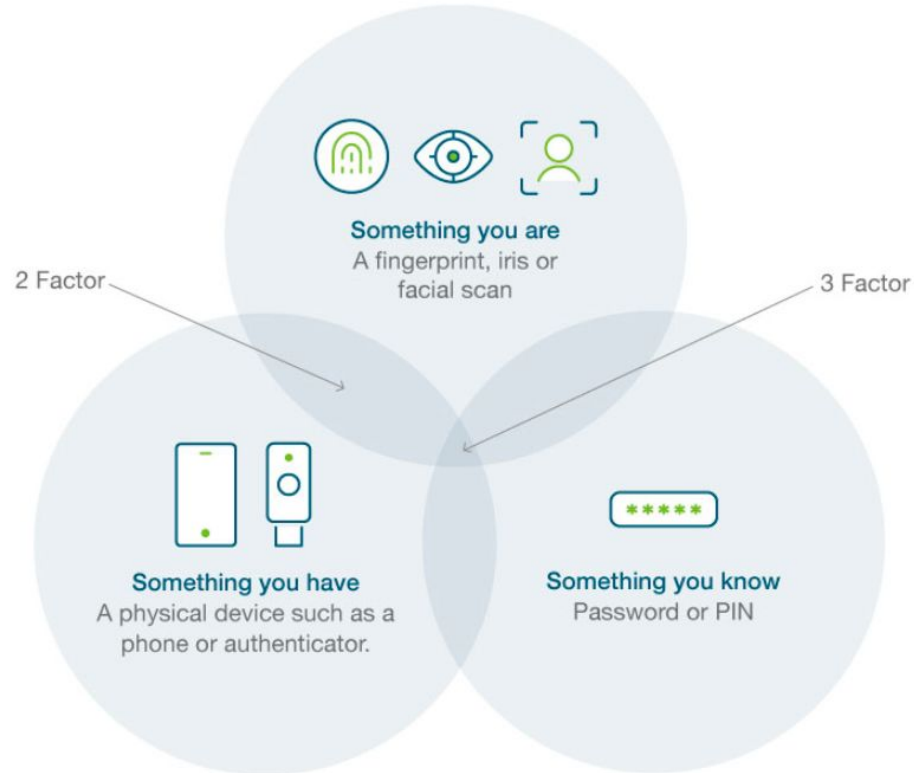 Something you are
A fingerprint, iris or
facial scan
2 Factor
3 Factor
*****
Something you have
A physical device such as a
phone or authenticator.
Something you know
Password or PIN